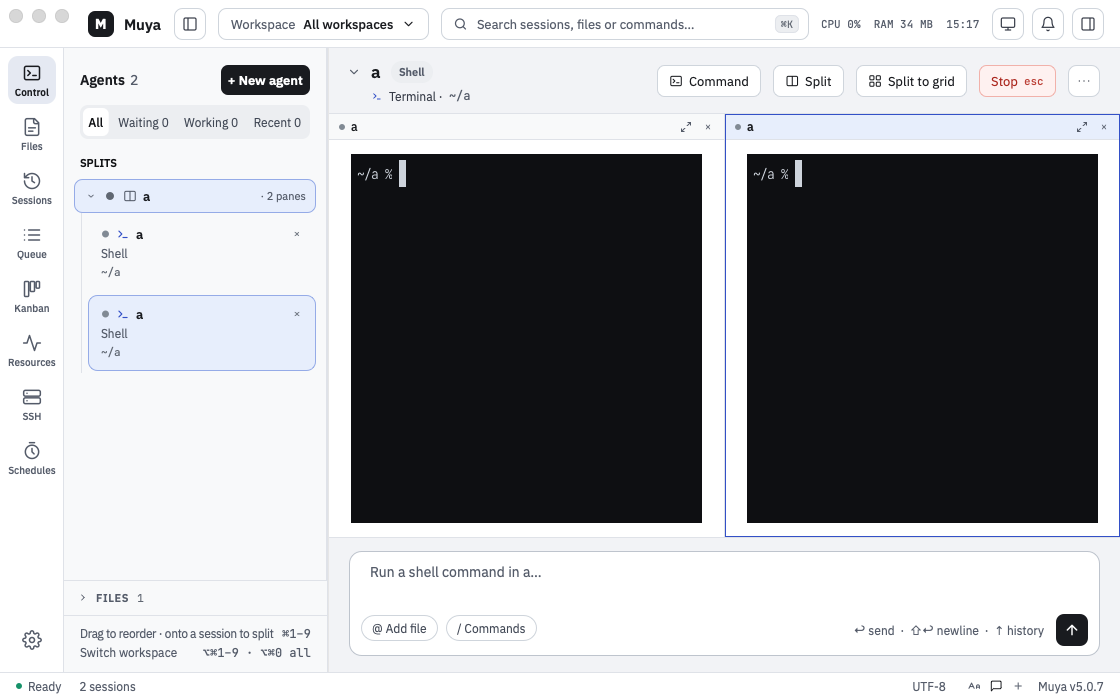 M Muya Workspace All workspaces Search sessions, files or commands... ⌘K CPU 0% RAM 34 MB 15:17
Control
Files
Sessions
Queue
Kanban
Resources
SSH
Schedules
Agents 2 + New agent
All Waiting 0 Working 0 Recent 0
SPLITS
a · 2 panes
a ×
Shell
~/a
a ×
Shell
~/a
FILES 1
Drag to reorder · onto a session to split ⌘1–9
Switch workspace ⌥⌘1–9 · ⌥⌘0 all
a Shell
Terminal · ~/a
Command Split Split to grid Stop esc ···
a ×
~/a %
a ×
~/a %
Run a shell command in a...
@ Add file / Commands ↩ send · ⇧↩ newline · ↑ history
Ready 2 sessions UTF-8 Aa + Muya v5.0.7